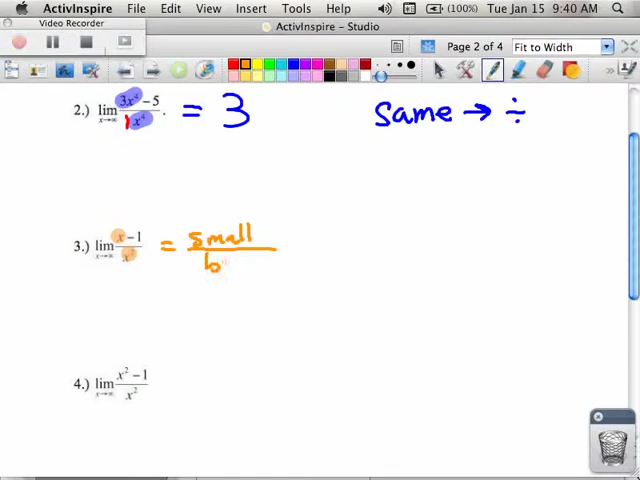 ActivInspire File Edit View Insert Tools Help (100%) Tue Jan 15 9:40 AM
Video Recorder
ActivInspire - Studio
Page 2 of 4 Fit to Width
2.) lim x→∞ 3x⁴ - 5 / 1x⁴ . = 3 same → ÷
3.) lim x→∞ x - 1 / x² = small / b
4.) lim x→∞ x² - 1 / x²